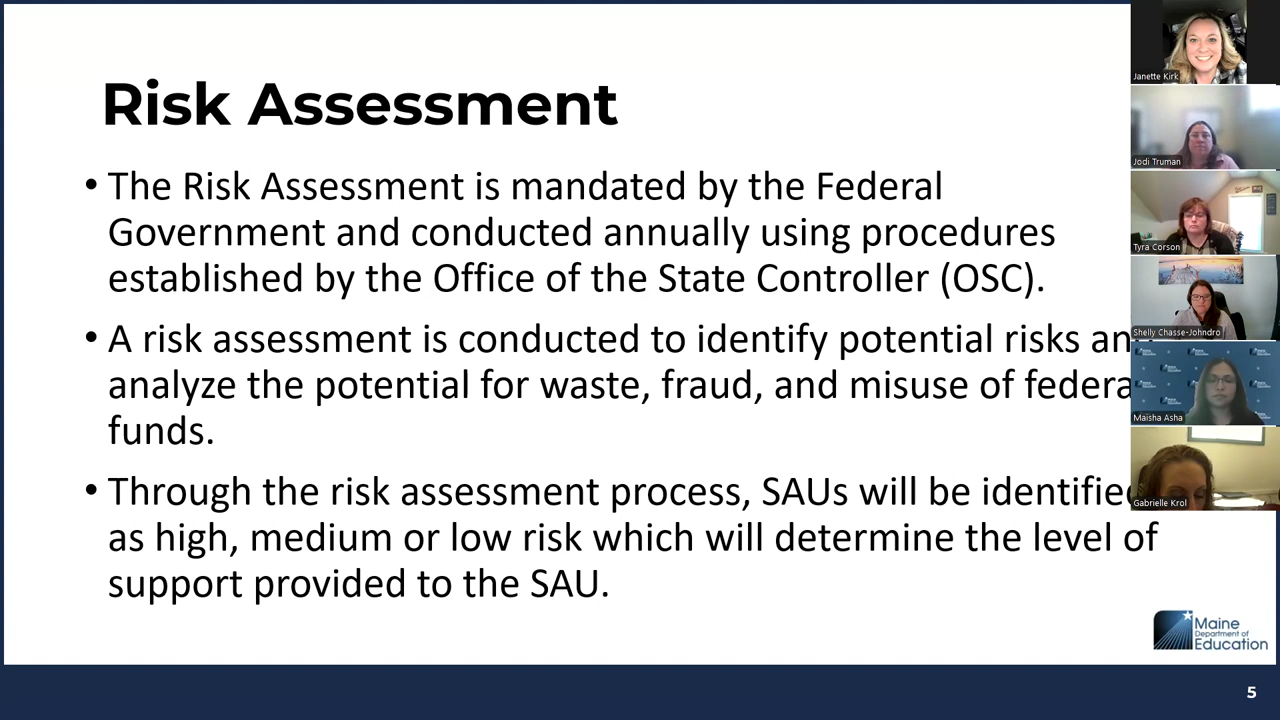 Risk Assessment
• The Risk Assessment is mandated by the Federal
Government and conducted annually using procedures
established by the Office of the State Controller (OSC).
• A risk assessment is conducted to identify potential risks an
analyze the potential for waste, fraud, and misuse of federa
funds.
• Through the risk assessment process, SAUs will be identified
as high, medium or low risk which will determine the level of
support provided to the SAU.
Janette Kirk
Jodi Truman
Tyra Corson
Shelly Chasse-Johndro
Maisha Asha
Gabrielle Krol
Maine
Department of
Education
5